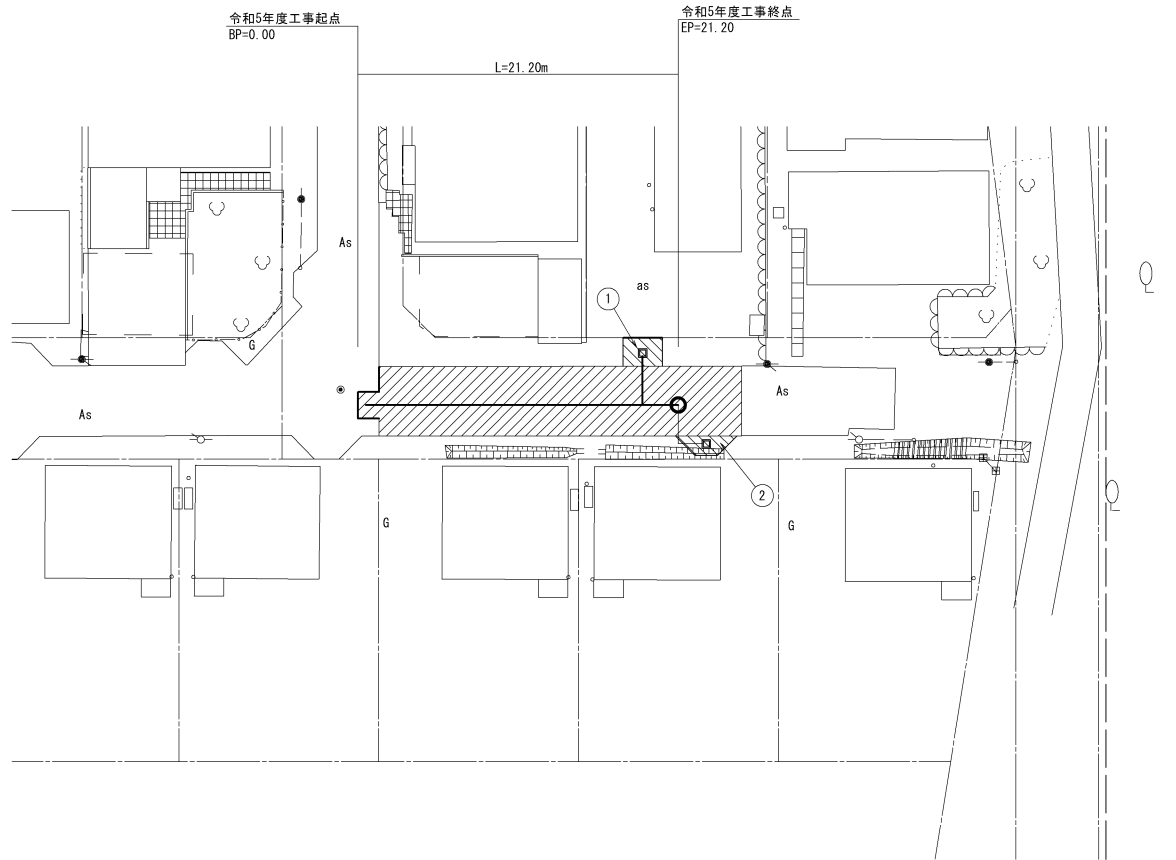 令和5年度工事起点
BP=0.00
令和5年度工事終点
EP=21.20
L=21.20m
As
as
1
G
As
As
2
G
G